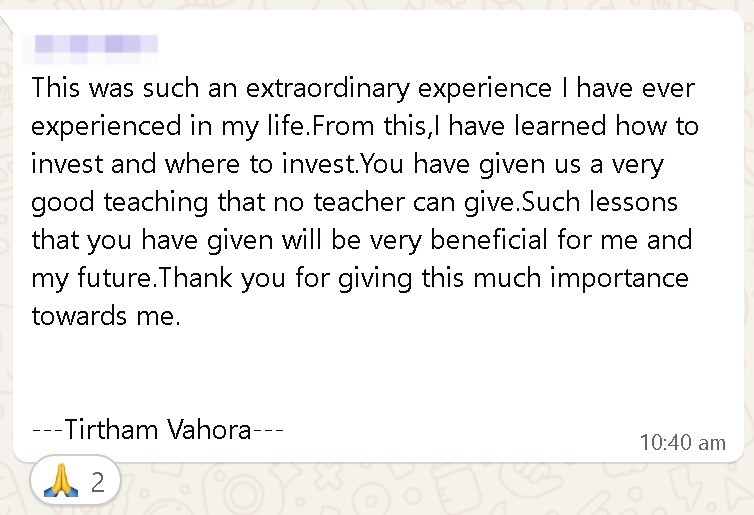 This was such an extraordinary experience I have ever
experienced in my life.From this,I have learned how to
invest and where to invest.You have given us a very
good teaching that no teacher can give.Such lessons
that you have given will be very beneficial for me and
my future.Thank you for giving this much importance
towards me.
---Tirtham Vahora---
10:40 am
🙏 2